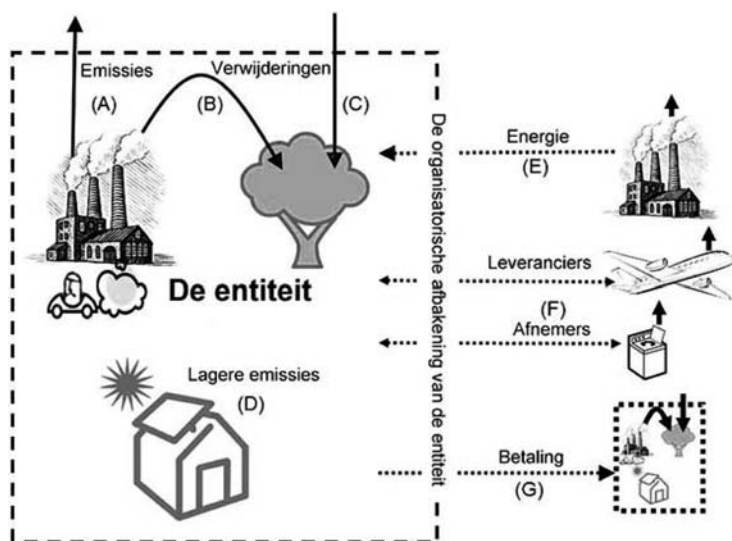 Emissies
(A)
(B)
Verwijderingen
(C)
De entiteit
Lagere emissies
(D)
De organisatorische afbakening van de entiteit
Energie
(E)
Leveranciers
(F)
Afnemers
Betaling
(G)